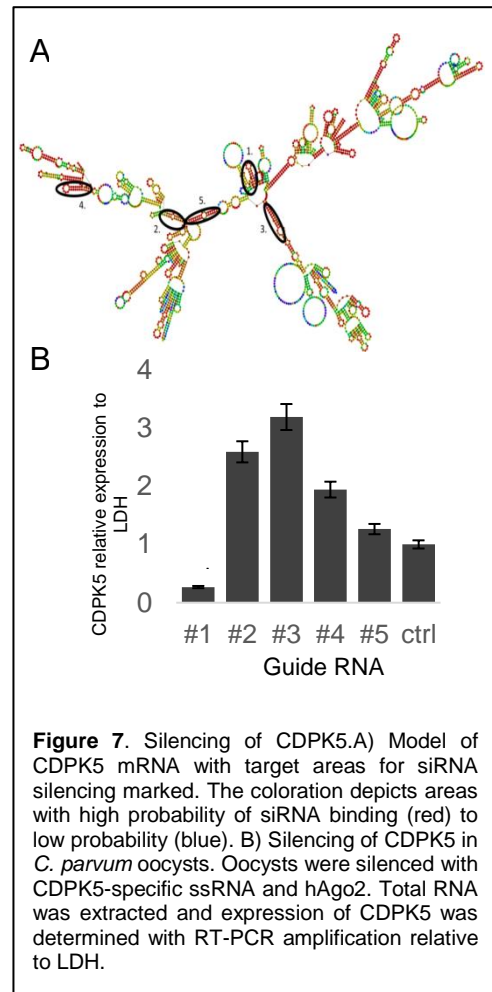 A
1.
5.
4.
2.
3.
B
4
3
2
1
0
CDPK5 relative expression to
LDH
#1 #2 #3 #4 #5 ctrl
Guide RNA
Figure 7. Silencing of CDPK5.A) Model of
CDPK5 mRNA with target areas for siRNA
silencing marked. The coloration depicts areas
with high probability of siRNA binding (red) to
low probability (blue). B) Silencing of CDPK5 in
C. parvum oocysts. Oocysts were silenced with
CDPK5-specific ssRNA and hAgo2. Total RNA
was extracted and expression of CDPK5 was
determined with RT-PCR amplification relative
to LDH.